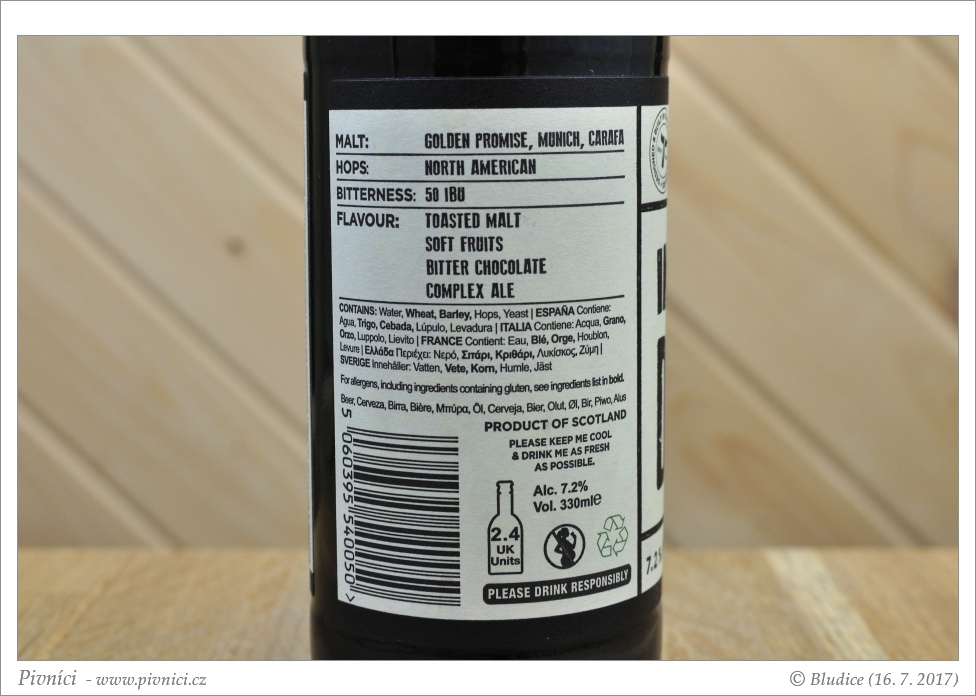 MALT: GOLDEN PROMISE, MUNICH, CARAFA
HOPS: NORTH AMERICAN
BITTERNESS: 50 IBU
FLAVOUR: TOASTED MALT
SOFT FRUITS
BITTER CHOCOLATE
COMPLEX ALE
CONTAINS: Water, Wheat, Barley, Hops, Yeast | ESPAÑA Contiene:
Agua, Trigo, Cebada, Lúpulo, Levadura | ITALIA Contiene: Acqua, Grano,
Orzo, Luppolo, Lievito | FRANCE Contient: Eau, Blé, Orge, Houblon,
Levure | Ελλάδα Περιέχει: Νερό, Σιτάρι, Κριθάρι, Λυκίσκος, Ζύμη |
SVERIGE Innehåller: Vatten, Vete, Korn, Humle, Jäst
For allergens, including ingredients containing gluten, see ingredients list in bold.
Beer, Cerveza, Birra, Bière, Μπύρα, Öl, Cerveja, Bier, Olut, Øl, Bir, Piwo, Alus
PRODUCT OF SCOTLAND
PLEASE KEEP ME COOL
& DRINK ME AS FRESH
AS POSSIBLE.
Alc. 7.2%
Vol. 330ml℮
2.4
UK
Units
PLEASE DRINK RESPONSIBLY
5 060395 540050 >
7.2%
Pivníci - www.pivnici.cz
© Bludice (16. 7. 2017)